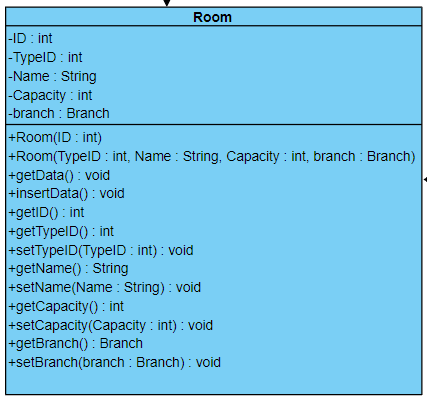 Room
-ID : int
-TypeID : int
-Name : String
-Capacity : int
-branch : Branch
+Room(ID : int)
+Room(TypeID : int, Name : String, Capacity : int, branch : Branch)
+getData() : void
+insertData() : void
+getID() : int
+getTypeID() : int
+setTypeID(TypeID : int) : void
+getName() : String
+setName(Name : String) : void
+getCapacity() : int
+setCapacity(Capacity : int) : void
+getBranch() : Branch
+setBranch(branch : Branch) : void